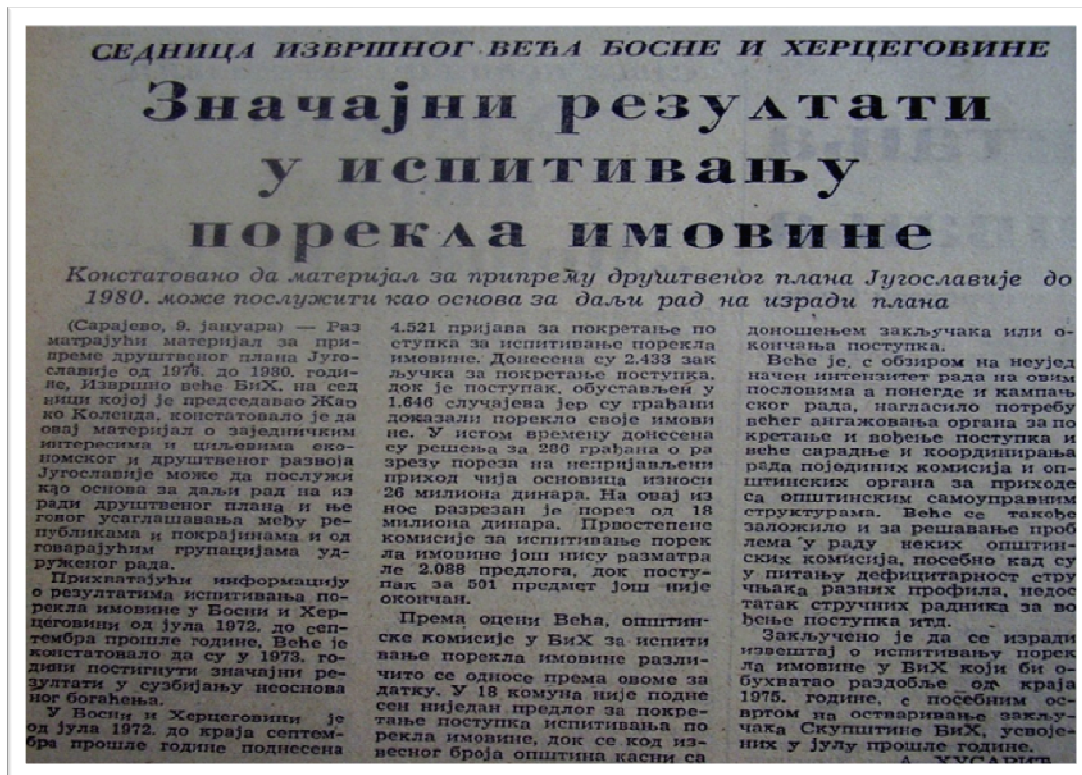 СЕДНИЦА ИЗВРШНОГ ВЕЋА БОСНЕ И ХЕРЦЕГОВИНЕ
Значајни резултати
у испитивању
порекла имовине
Констатовано да материјал за припрему друштвеног плана Југославије до
1980. може послужити као основа за даљи рад на изради плана
(Сарајево, 9. јануара) — Раз
матрајући материјал за при-
преме друштвеног плана Југо-
славије од 1976. до 1980. годи-
не, Извршно веће БиХ, на сед
ници којој је председавао Жар
ко Коленда, констатовало је да
овај материјал о заједничким
интересима и циљевима еко-
номског и друштвеног развоја
Југославије може да послужи
као основа за даљи рад на из
ради друштвеног плана и ње
говог усаглашавања међу ре-
публикама и покрајинама и од
говарајућим групацијама уд-
руженог рада.
Прихватајући информацију
о резултатима испитивања по-
рекла имовине у Босни и Хер-
цеговини од јула 1972. до сеп-
тембра прошле године, Веће је
констатовало да су у 1973. го-
дини постигнути значајни ре-
зултати у сузбијању неоснова
ног богаћења.
У Босни и Херцеговини је
од јула 1972. до краја септем-
бра прошле године поднесена
4.521 пријава за покретање по
ступка за испитивање порекла
имовине. Донесена су 2.433 зак
ључка за покретање поступка,
док је поступак, обустављен у
1.646 случајева јер су грађани
доказали порекло своје имови
не. У истом времену донесена
су решења за 286 грађана о ра
зрезу пореза на непријављени
приход чија основица износи
26 милиона динара. На овај из
нос разрезан је порез од 18
милиона динара. Првостепене
комисије за испитивање порек
ла имовине још нису разматра
ле 2.088 предлога, док посту-
пак за 501 предмет још није
окончан.
Према оцени Већа, општин-
ске комисије у БиХ за испити
вање порекла имовине разли-
чито се односе према овоме за
датку. У 18 комуна није подне
сен ниједан предлог за покре-
тање поступка испитивања по
рекла имовине, док се код из-
весног броја општина касни са
доношењем закључака или о-
кончања поступка.
Веће је, с обзиром на неујед
начен интензитет рада на овим
пословима а понегде и кампањ
ског рада, нагласило потребу
већег ангажовања органа за по
кретање и вођење поступка и
веће сарадње и координирања
рада појединих комисија и оп-
штинских органа за приходе
са општинским самоуправним
структурама. Веће се такође
заложило и за решавање проб
лема у раду неких општин-
ских комисија, посебно кад су
у питању дефицитарност стру
чњака разних профила, недос
татак стручних радника за во
ђење поступка итд.
Закључено је да се изради
извештај о испитивању порек
ла имовине у БиХ који би о-
бухватао раздобље од краја
1975. године, с посебним ос-
вртом на остваривање закљу-
чака Скупштине БиХ, усвоје-
них у јулу прошле године.
А. ХУСАРИЋ